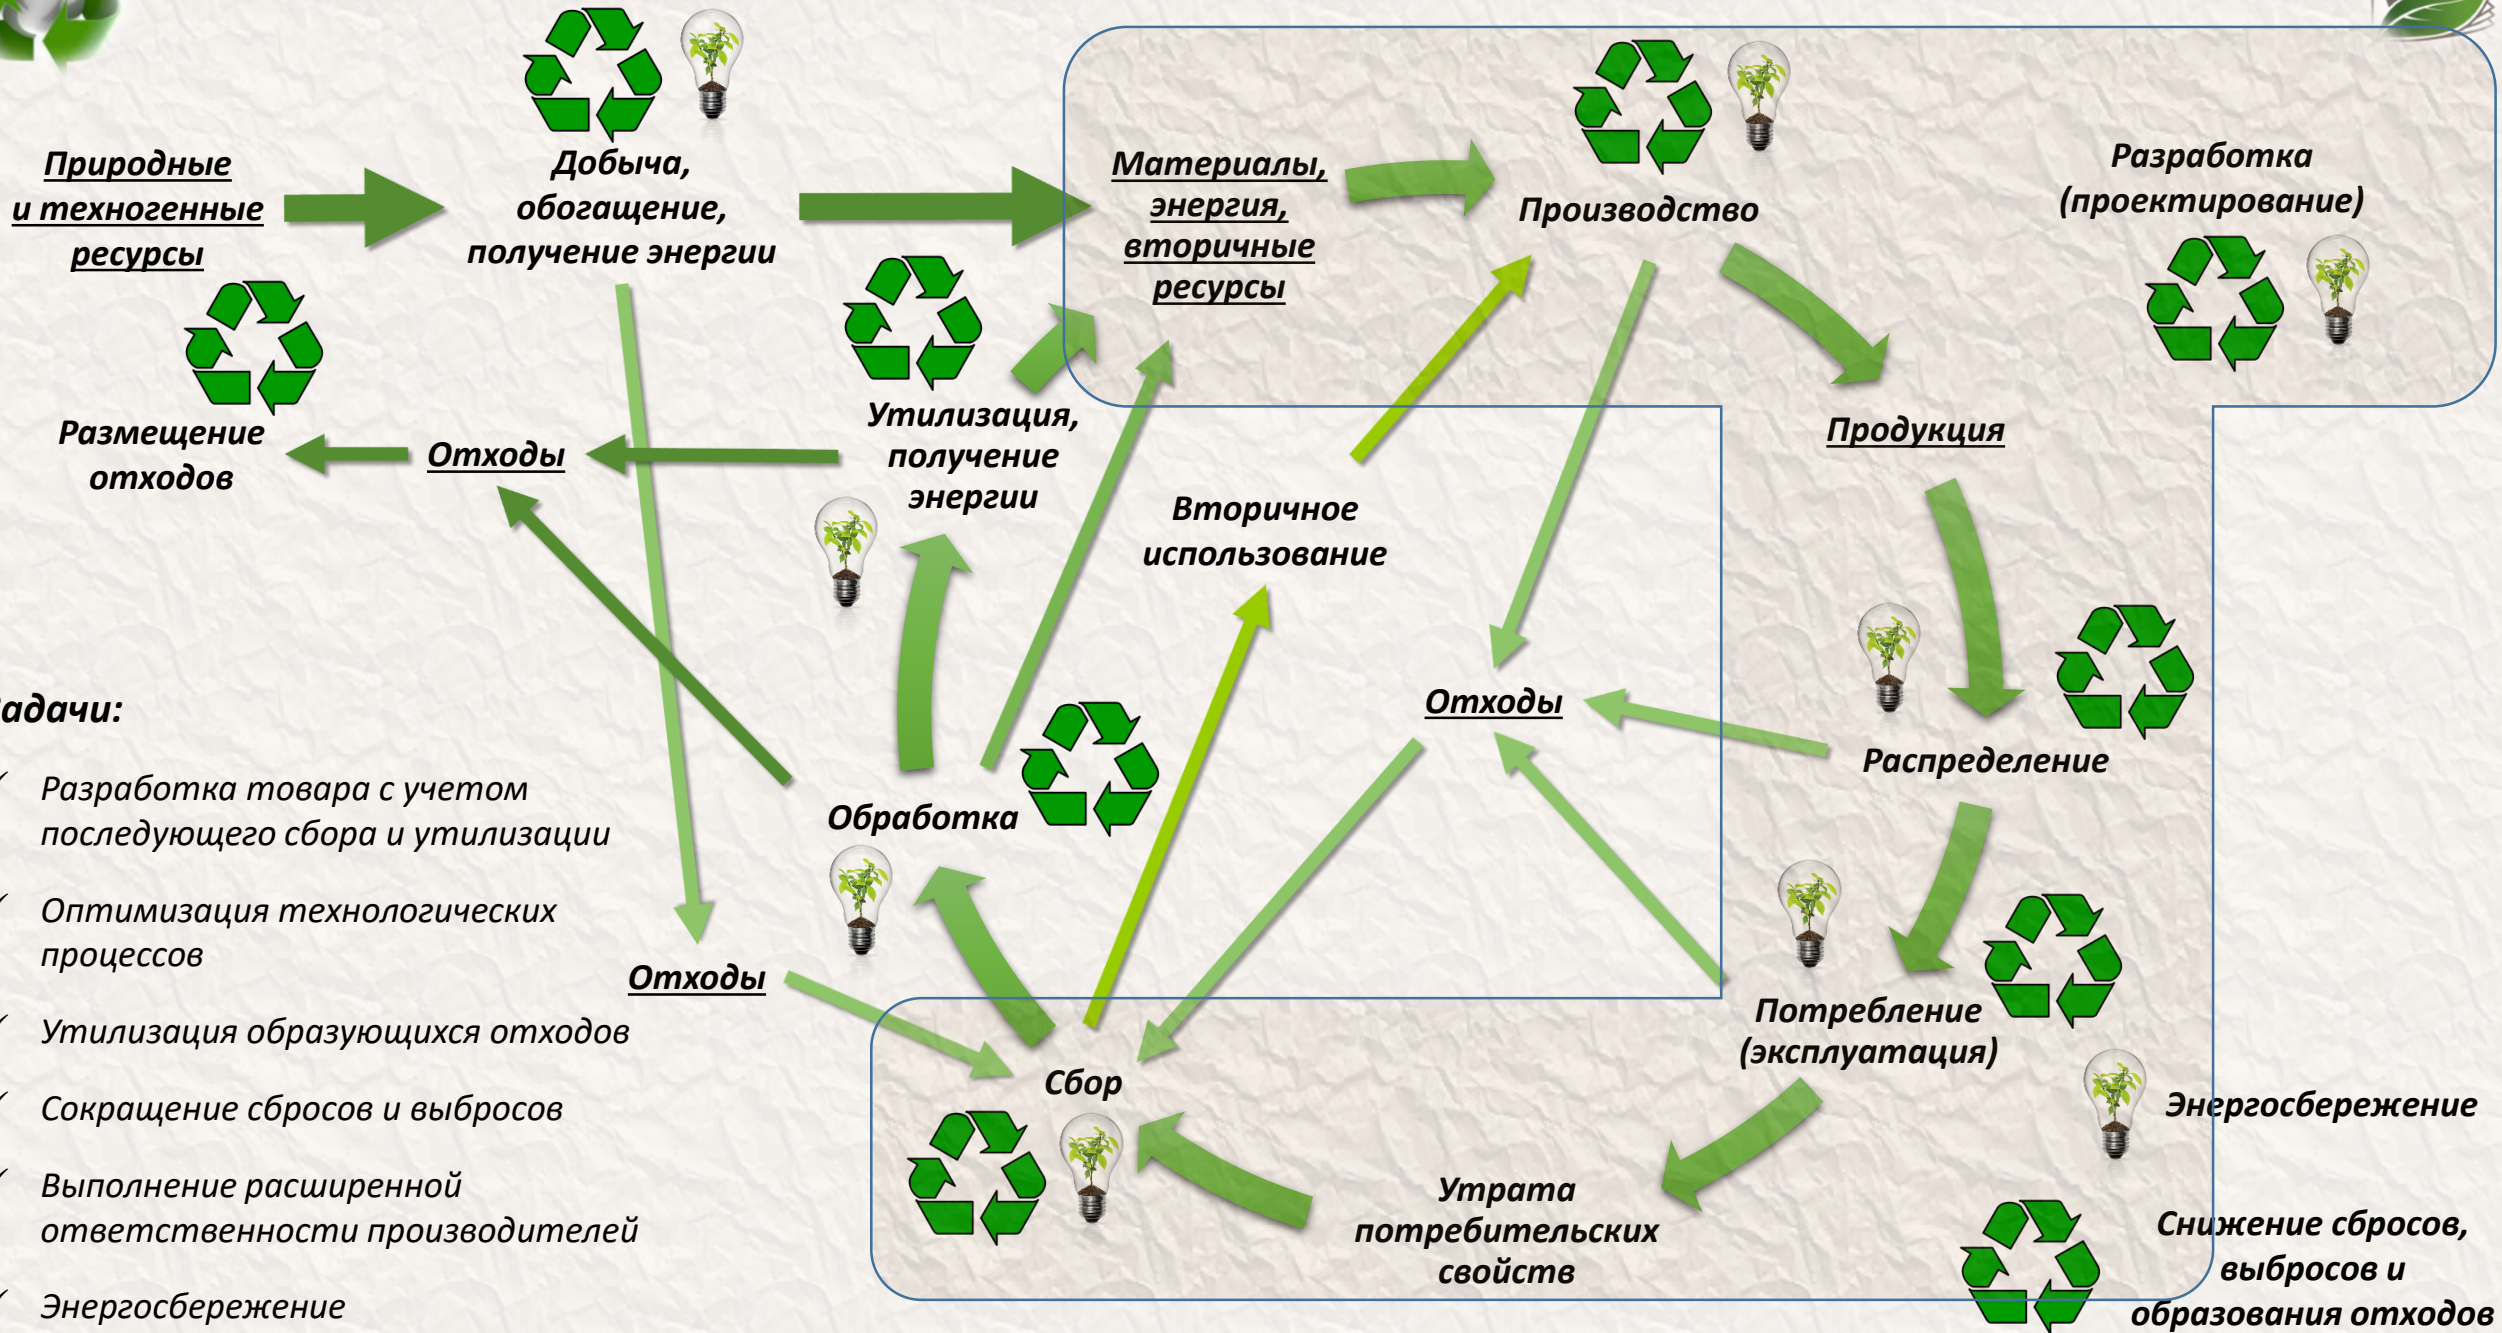 Природные
и техногенные
ресурсы
Добыча,
обогащение,
получение энергии
Материалы,
энергия,
вторичные
ресурсы
Производство
Разработка
(проектирование)
Размещение
отходов
Отходы
Утилизация,
получение
энергии
Вторичное
использование
Продукция
Отходы
Распределение
Обработка
Отходы
Сбор
Потребление
(эксплуатация)
Утрата
потребительских
свойств
Энергосбережение
Снижение сбросов,
выбросов и
образования отходов
адачи:
Разработка товара с учетом
последующего сбора и утилизации
Оптимизация технологических
процессов
Утилизация образующихся отходов
Сокращение сбросов и выбросов
Выполнение расширенной
ответственности производителей
Энергосбережение